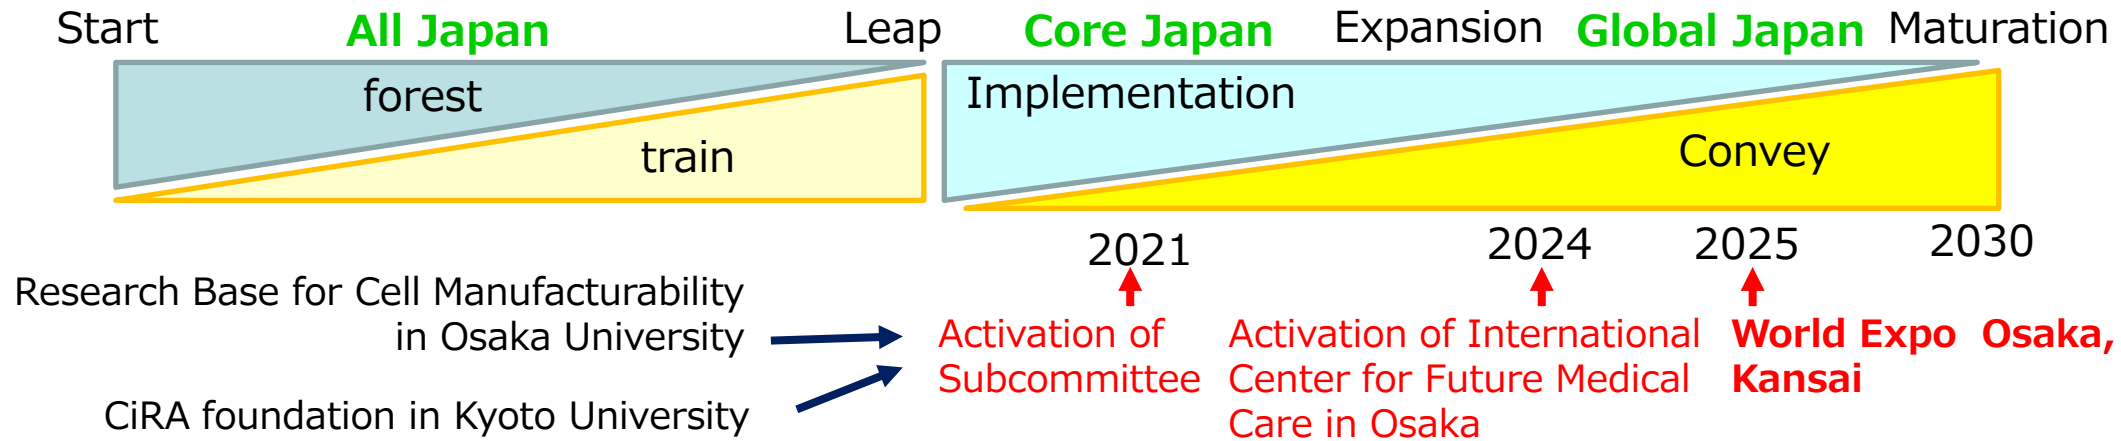 Start All Japan Leap Core Japan Expansion Global Japan Maturation
forest
train
Implementation
Convey
2021 2024 2025 2030
Research Base for Cell Manufacturability
in Osaka University
CiRA foundation in Kyoto University
Activation of
Subcommittee
Activation of International
Center for Future Medical
Care in Osaka
World Expo Osaka,
Kansai